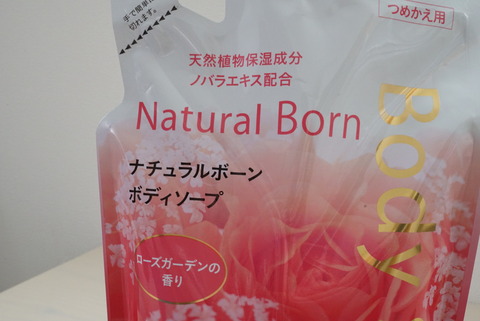 手で簡単に
切れます。
つめかえ用
天然植物保湿成分
ノバラエキス配合
Natural Born
Body
ナチュラルボーン
ボディソープ
ローズガーデンの
香り